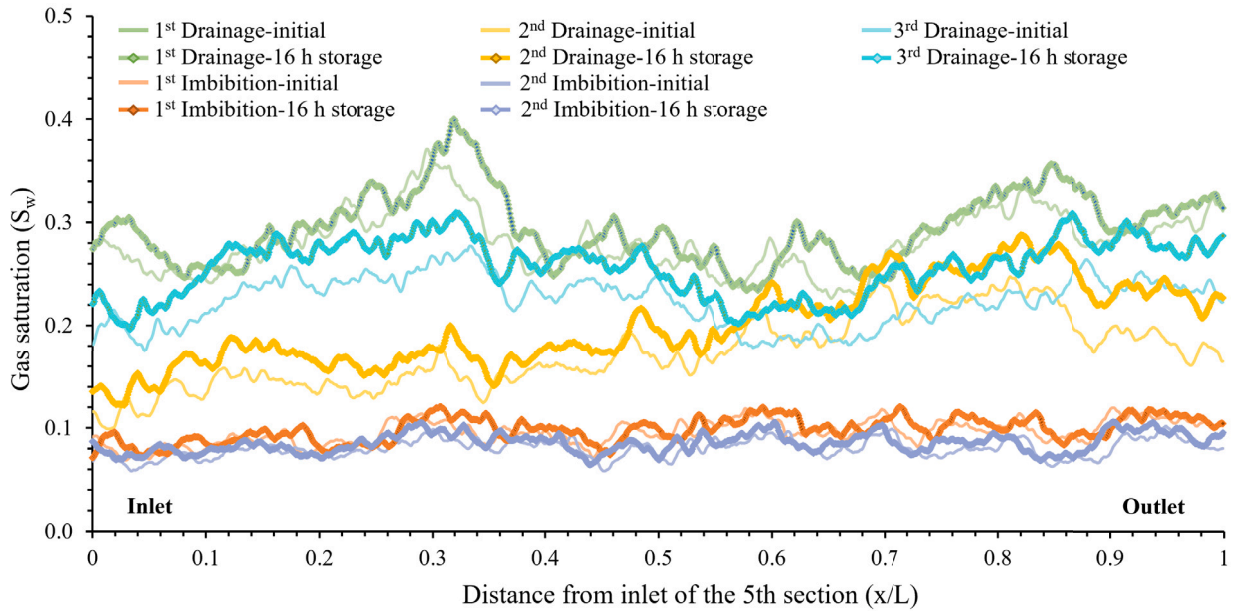 0.5
0.4
0.3
0.2
0.1
0.0
Gas saturation (S_w)
1st Drainage-initial
1st Drainage-16 h storage
1st Imbibition-initial
1st Imbibition-16 h storage
2nd Drainage-initial
2nd Drainage-16 h storage
2nd Imbibition-initial
2nd Imbibition-16 h storage
3rd Drainage-initial
3rd Drainage-16 h storage
Inlet
Outlet
0 0.1 0.2 0.3 0.4 0.5 0.6 0.7 0.8 0.9 1
Distance from inlet of the 5th section (x/L)